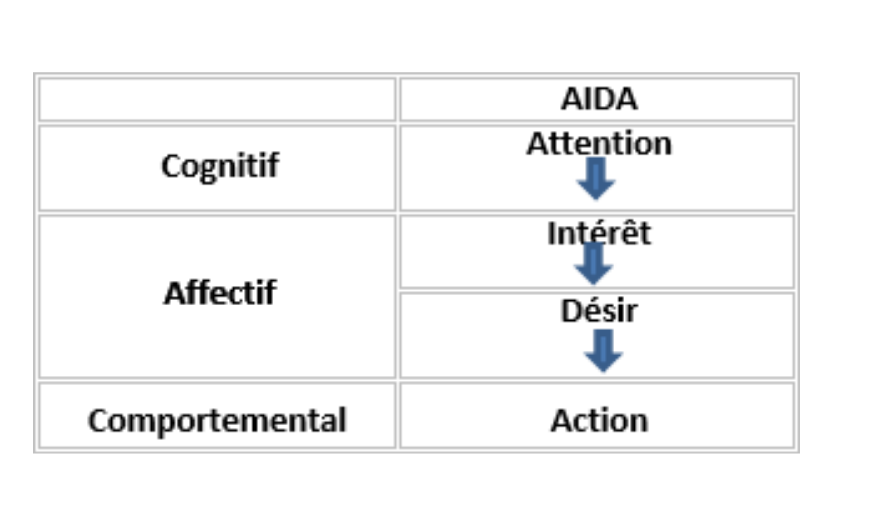 AIDA
Cognitif
Attention
Affectif
Intérêt
Désir
Comportemental
Action